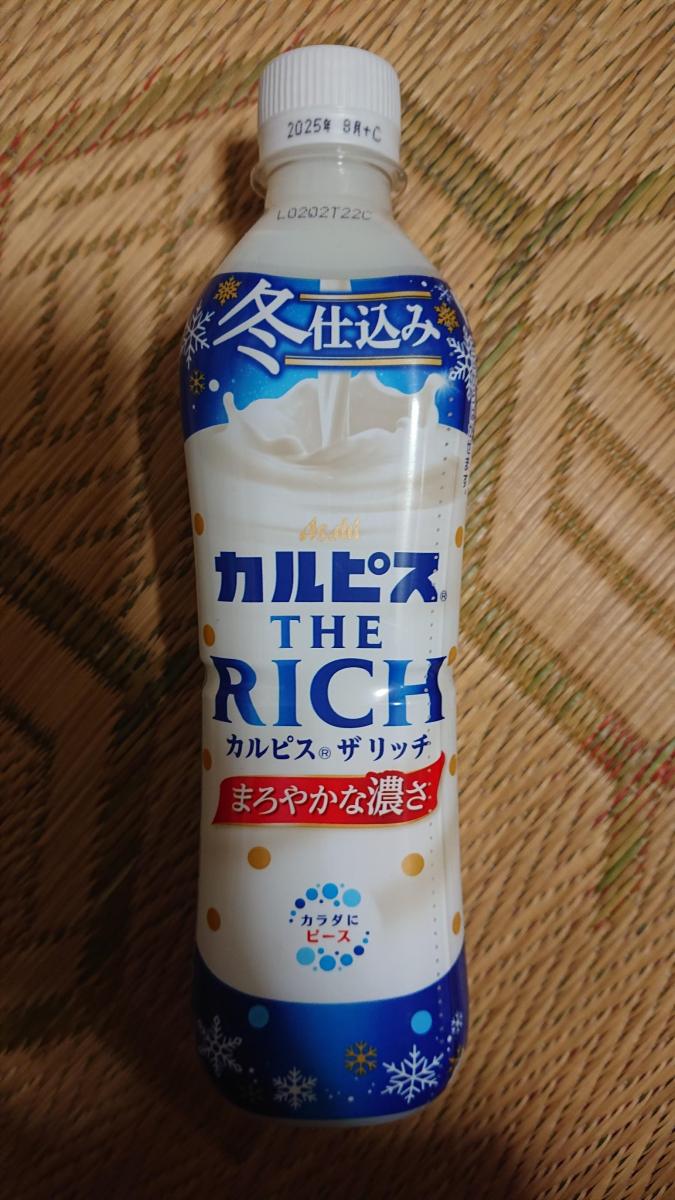 2025年 8月+C
L0202T22C
冬仕込み
Asahi
カルピス®
THE
RICH
カルピス® ザ リッチ
まろやかな濃さ
カラダに
ピース